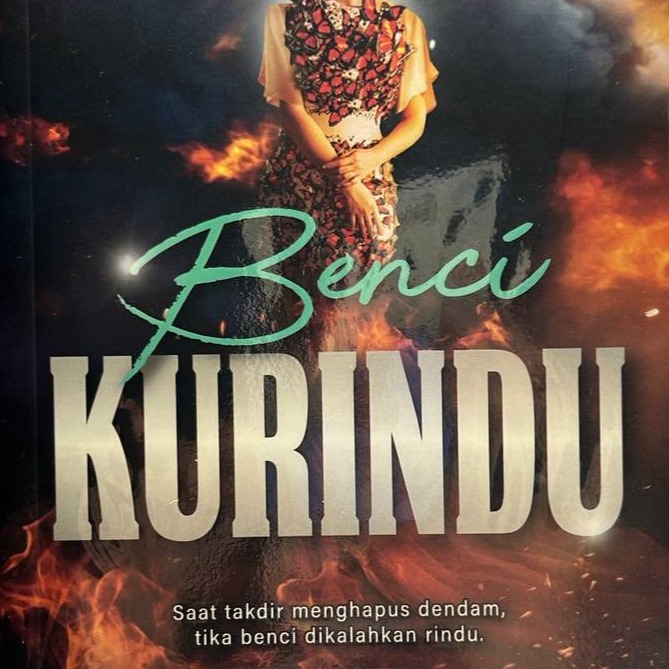 Benci
KURINDU
Saat takdir menghapus dendam,
tika benci dikalahkan rindu.